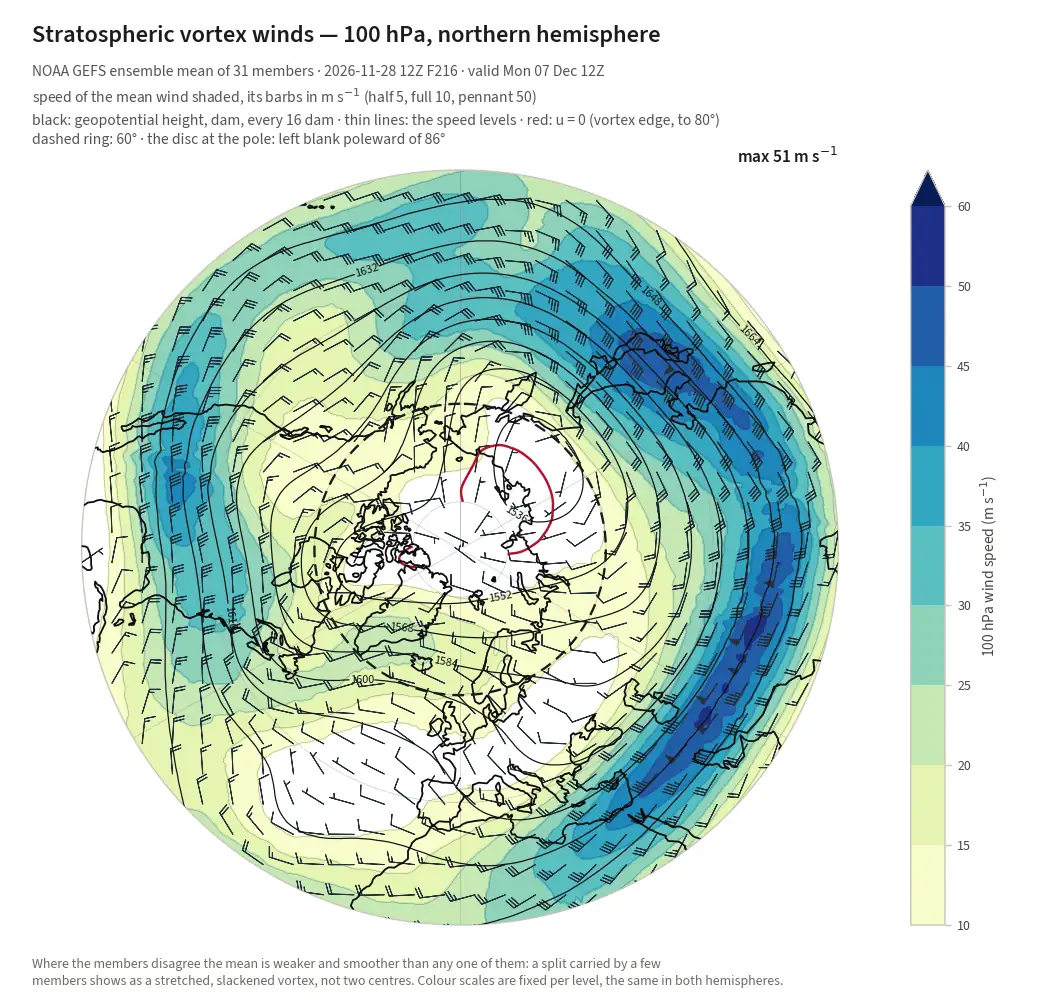 Stratospheric vortex winds — 100 hPa, northern hemisphere
NOAA GEFS ensemble mean of 31 members · 2026-11-28 12Z F216 · valid Mon 07 Dec 12Z
speed of the mean wind shaded, its barbs in m s⁻¹ (half 5, full 10, pennant 50)
black: geopotential height, dam, every 16 dam · thin lines: the speed levels · red: u = 0 (vortex edge, to 80°)
dashed ring: 60° · the disc at the pole: left blank poleward of 86°
max 51 m s⁻¹
1632
1648
1664
1536
1552
1568
1584
1600
60
50
45
40
35
30
25
20
15
10
100 hPa wind speed (m s⁻¹)
Where the members disagree the mean is weaker and smoother than any one of them: a split carried by a few
members shows as a stretched, slackened vortex, not two centres. Colour scales are fixed per level, the same in both hemispheres.